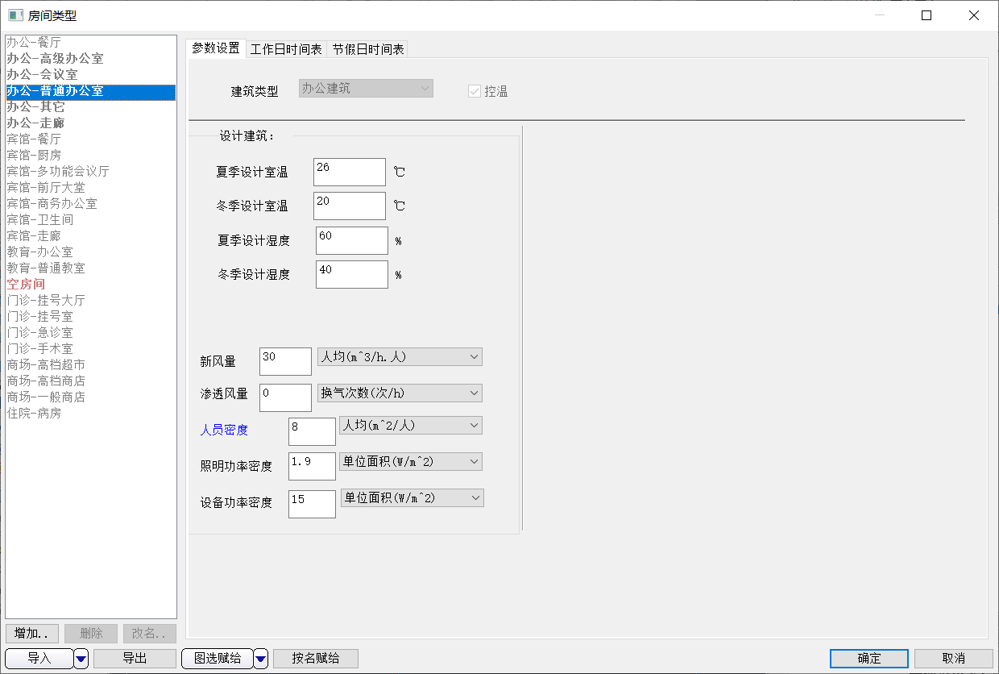 房间类型
办公-餐厅
办公-高级办公室
办公-会议室
办公-普通办公室
办公-其它
办公-走廊
宾馆-餐厅
宾馆-厨房
宾馆-多功能会议厅
宾馆-前厅大堂
宾馆-商务办公室
宾馆-卫生间
宾馆-走廊
教育-办公室
教育-普通教室
空房间
门诊-挂号大厅
门诊-挂号室
门诊-急诊室
门诊-手术室
商场-高档超市
商场-高档商店
商场-一般商店
住院-病房
参数设置 工作日时间表 节假日时间表
建筑类型 办公建筑 控温
设计建筑：
夏季设计室温 26 ℃
冬季设计室温 20 ℃
夏季设计湿度 60 %
冬季设计湿度 40 %
新风量 30 人均(m^3/h.人)
渗透风量 0 换气次数(次/h)
人员密度 8 人均(m^2/人)
照明功率密度 1.9 单位面积(W/m^2)
设备功率密度 15 单位面积(W/m^2)
增加.. 删除 改名..
导入 导出 图选赋给 按名赋给 确定 取消